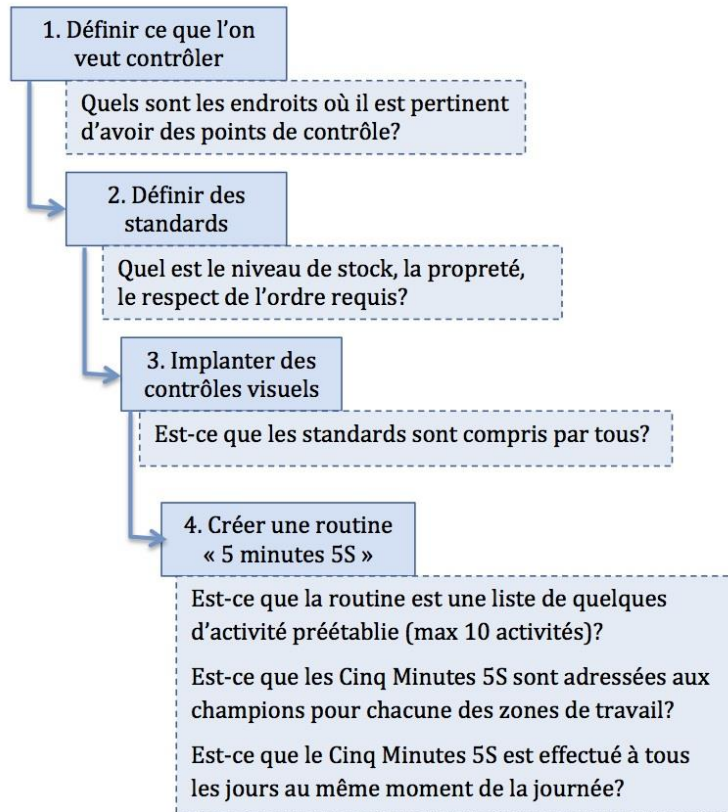 1. Définir ce que l'on
veut contrôler
Quels sont les endroits où il est pertinent
d'avoir des points de contrôle?
2. Définir des
standards
Quel est le niveau de stock, la propreté,
le respect de l'ordre requis?
3. Implanter des
contrôles visuels
Est-ce que les standards sont compris par tous?
4. Créer une routine
« 5 minutes 5S »
Est-ce que la routine est une liste de quelques
d'activité préétablie (max 10 activités)?
Est-ce que les Cinq Minutes 5S sont adressées aux
champions pour chacune des zones de travail?
Est-ce que le Cinq Minutes 5S est effectué à tous
les jours au même moment de la journée?